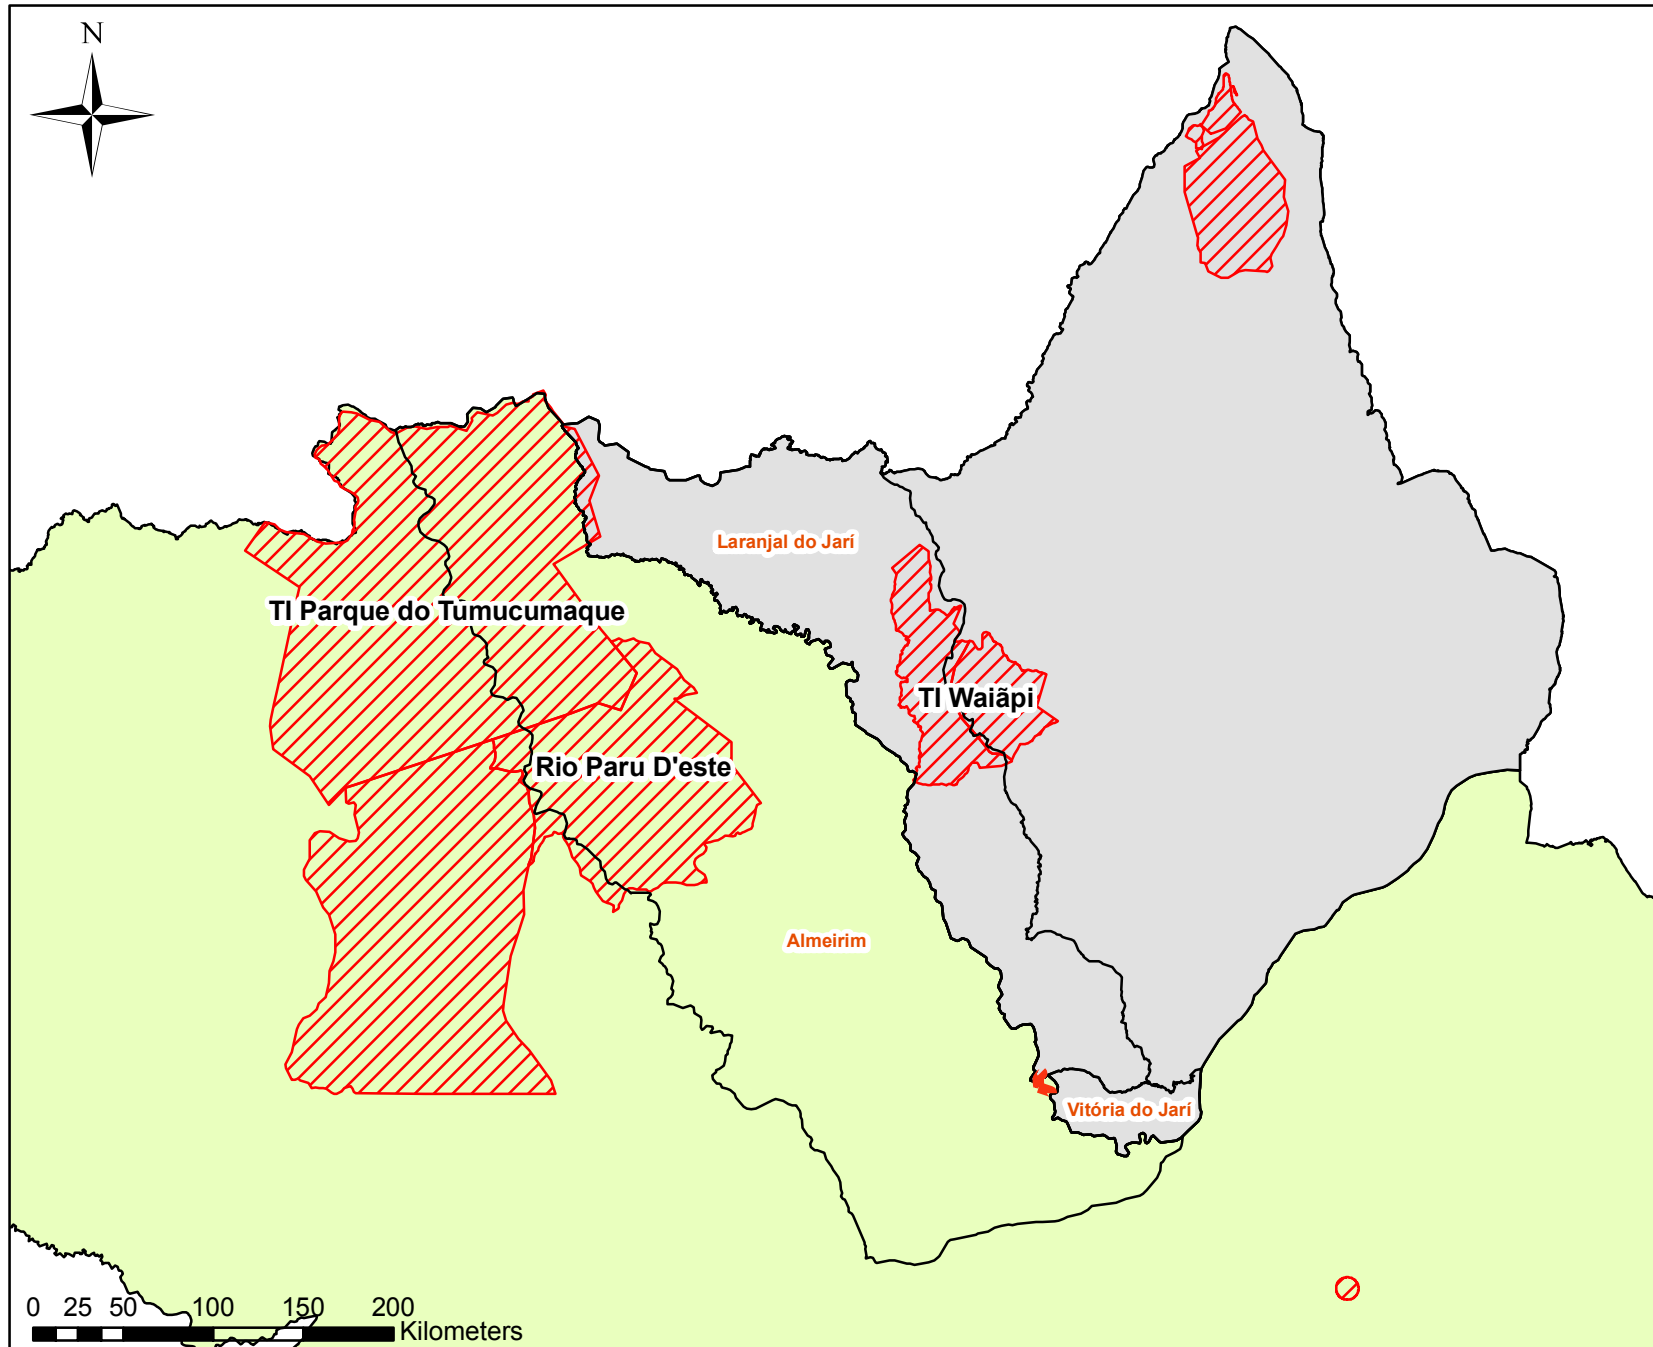 N
Laranjal do Jarí
TI Parque do Tumucumaque
TI Waiãpi
Rio Paru D'este
Almeirim
Vitória do Jarí
0 25 50 100 150 200
Kilometers